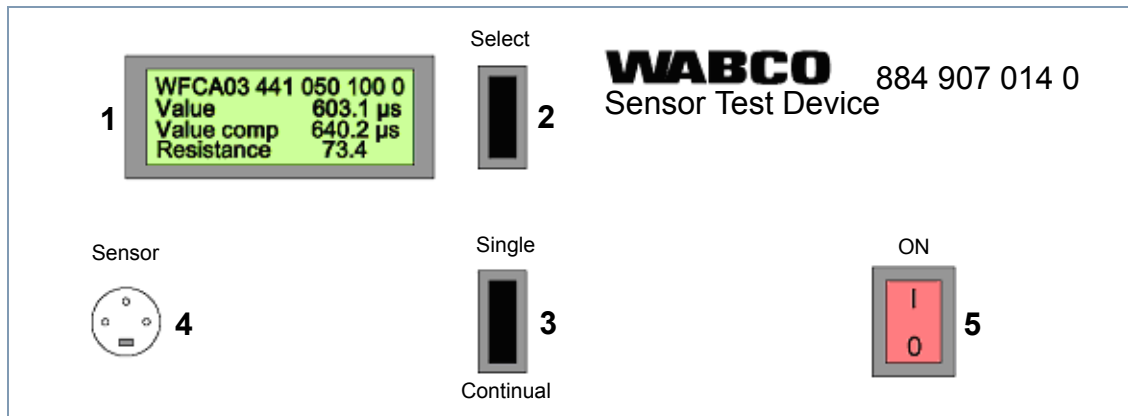 Select
WABCO 884 907 014 0
Sensor Test Device
1
WFCA03 441 050 100 0
Value 603.1 µs
Value comp 640.2 µs
Resistance 73.4
2
Sensor
Single
ON
4
3
I
0
5
Continual